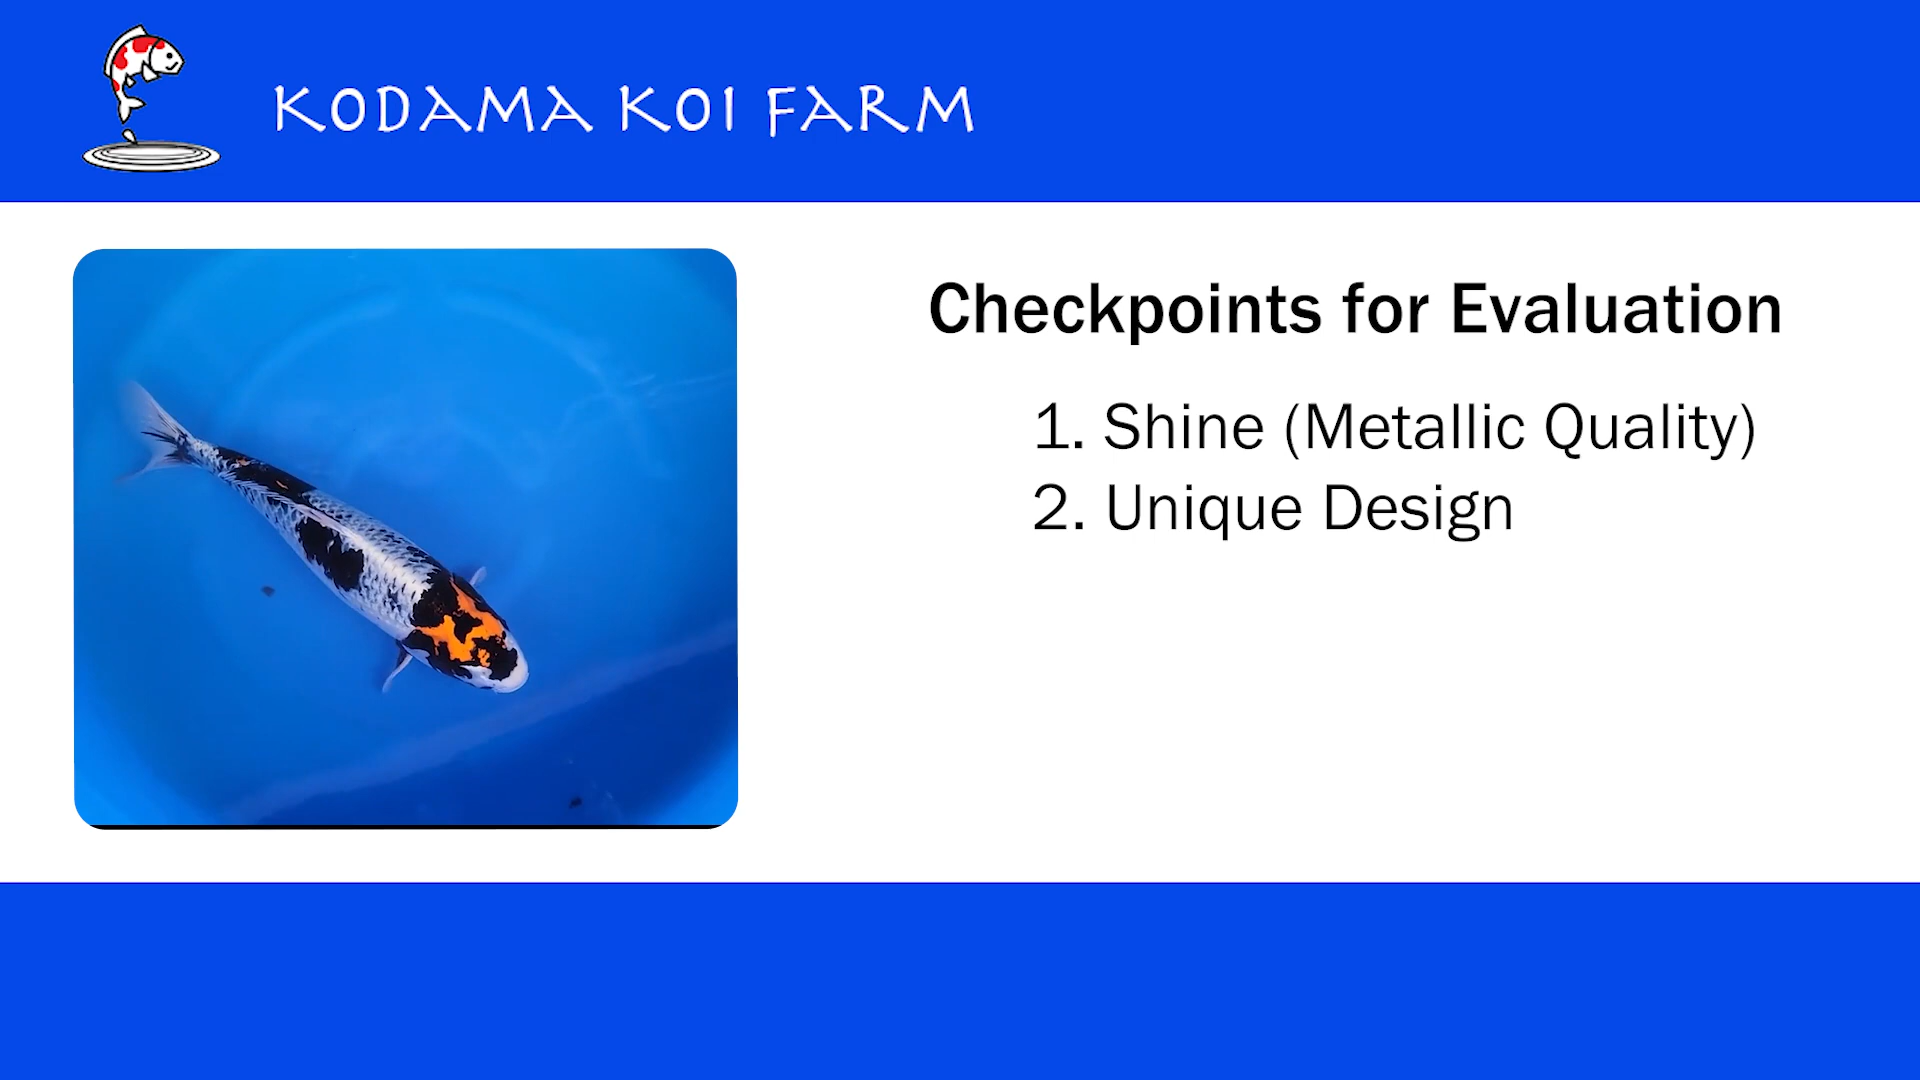 KODAMA KOI FARM
Checkpoints for Evaluation
1. Shine (Metallic Quality)
2. Unique Design